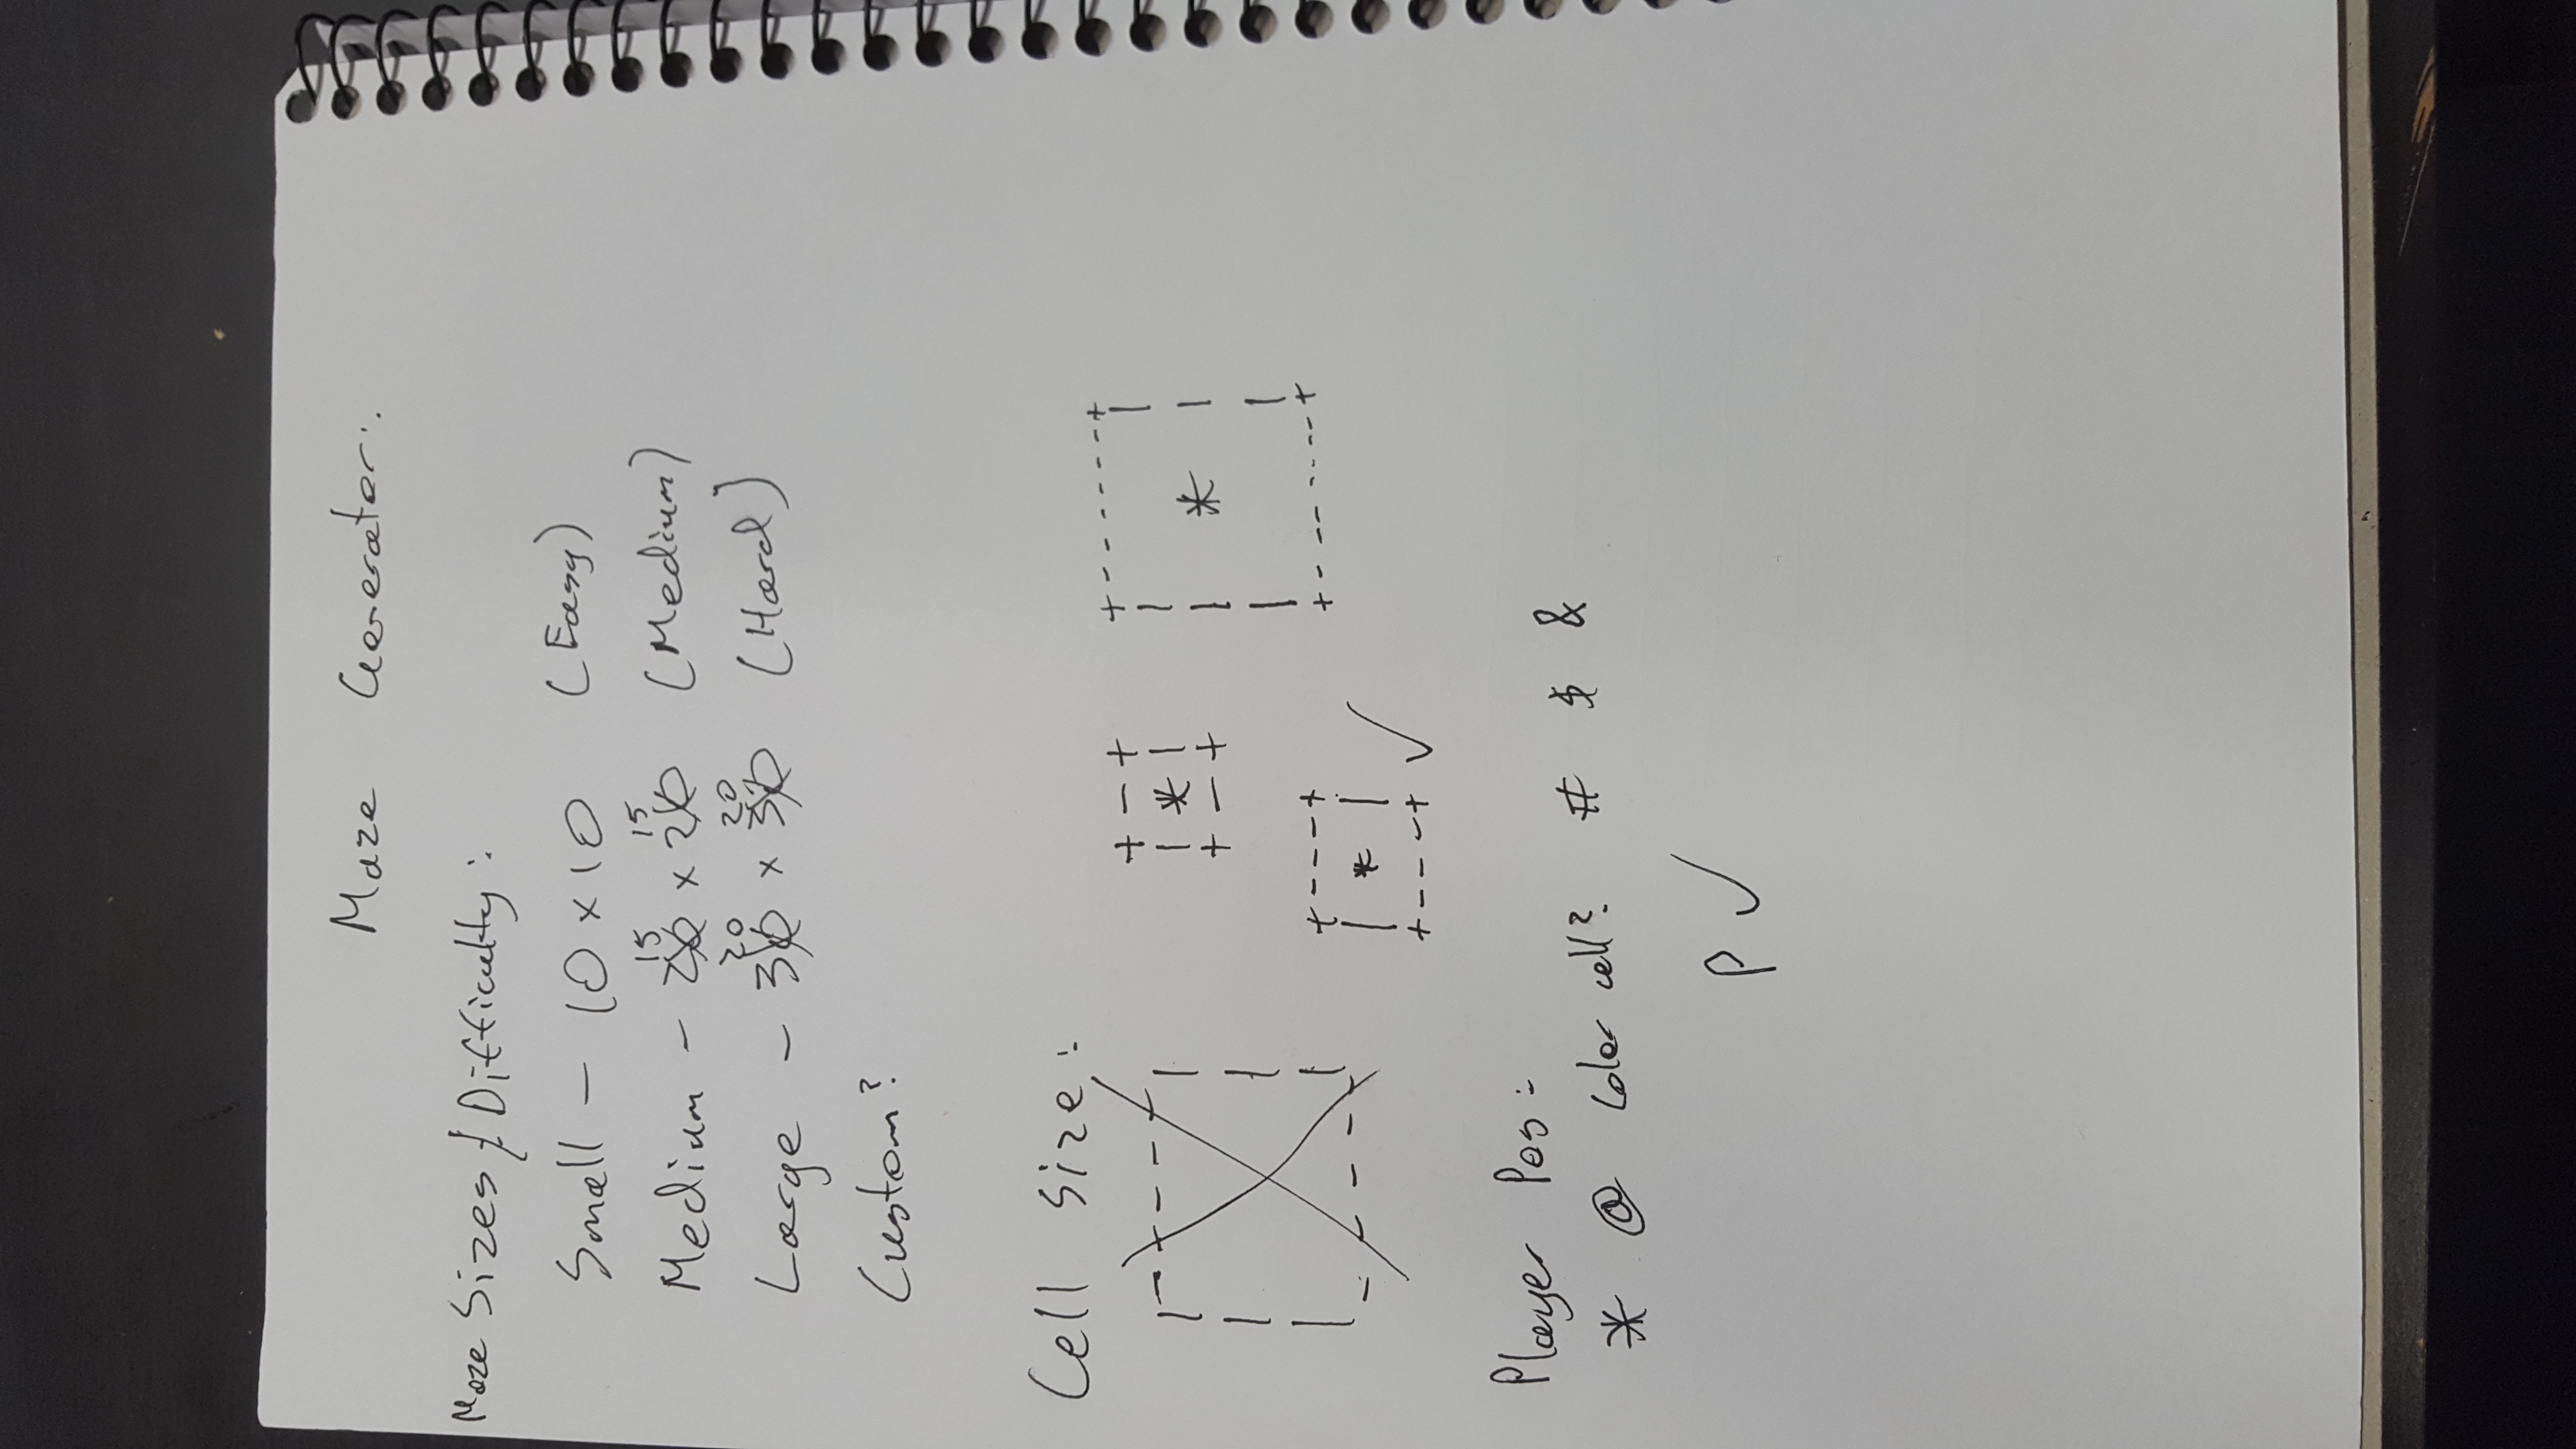 Maze Generator:
Maze Sizes / Difficulty:
Small - 10 x 10 (Easy)
15 15
Medium - 20 x 20 (Medium)
20 20
Large - 30 x 30 (Hard)
Custom?
Cell Size:
+ - + + - - - - - - - +
| * | | * |
+ - + + - - - - - - - +
+ - - - +
| * |
+ - - - + ✓
Player Pos:
* @ Color cell? # $ &
P ✓